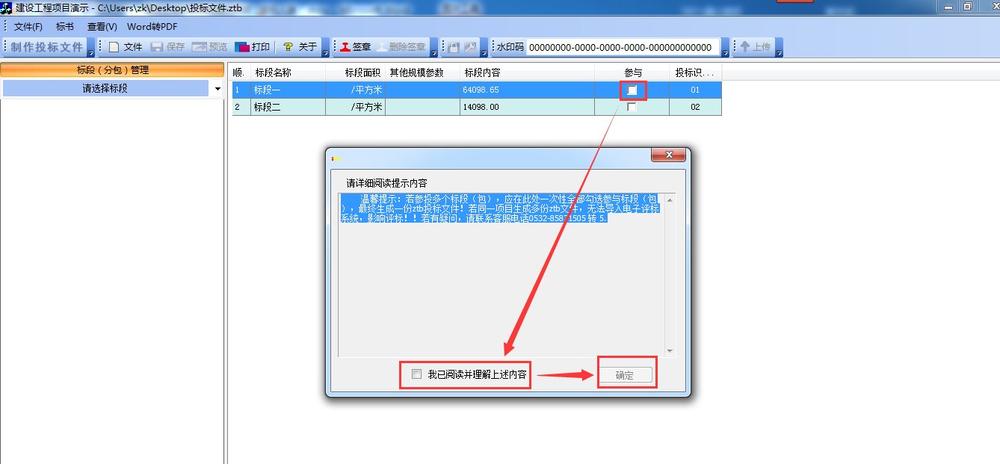 建设工程项目演示 - C:\Users\zk\Desktop\投标文件.ztb
文件(F) 标书 查看(V) Word转PDF
制作投标文件 文件 保存 预览 打印 ? 关于 签章 删除签章 水印码 00000000-0000-0000-0000-000000000000 上传
标段（分包）管理
请选择标段
顺. 标段名称 标段面积 其他规模参数 标段内容 参与 投标识...
1 标段一 /平方米 64098.65 01
2 标段二 /平方米 14098.00 02
请详细阅读提示内容
温馨提示：若参投多个标段（包），应在此处一次性全部勾选参与标段（包
），最终生成一份ztb投标文件！若同一项目生成多份ztb文件，无法导入电子评标
系统，影响评标！！若有疑问，请联系客服电话0532-85871505 转 5.
我已阅读并理解上述内容
确定